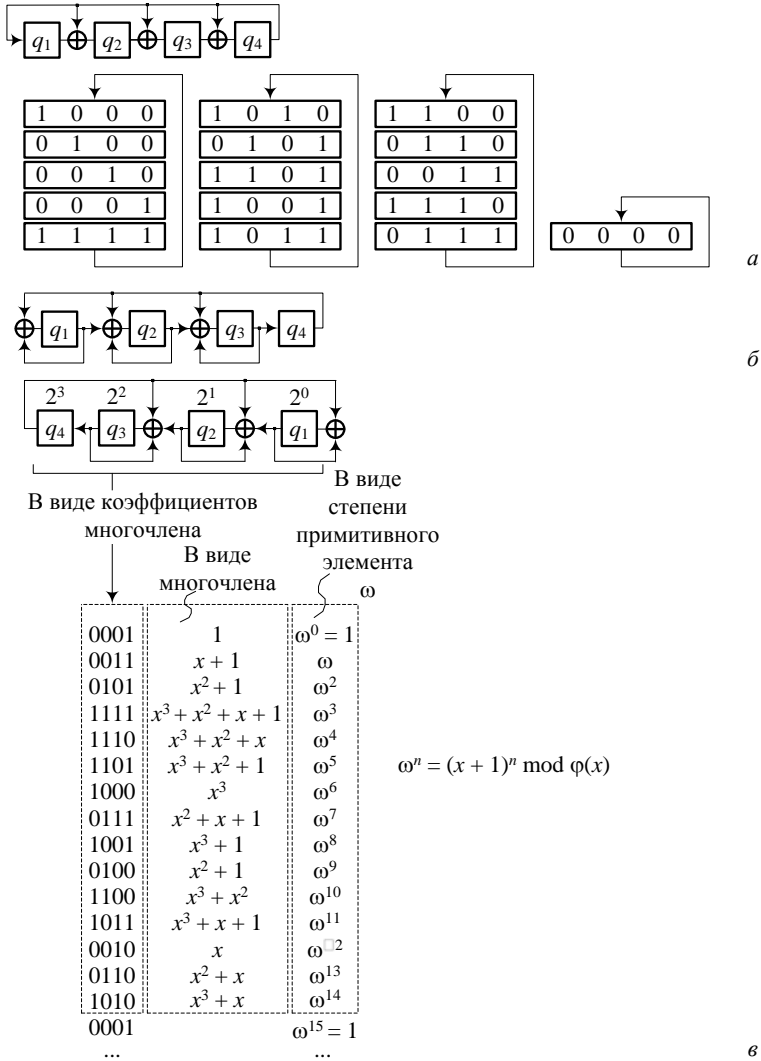 q₁ ⊕ q₂ ⊕ q₃ ⊕ q₄
1 0 0 0   1 0 1 0   1 1 0 0
0 1 0 0   0 1 0 1   0 1 1 0
0 0 1 0   1 1 0 1   0 0 1 1
0 0 0 1   1 0 0 1   1 1 1 0
1 1 1 1   1 0 1 1   0 1 1 1   0 0 0 0
а
⊕ q₁ ⊕ q₂ ⊕ q₃ q₄
б
2³ 2² 2¹ 2⁰
q₄ q₃ ⊕ q₂ ⊕ q₁ ⊕
В виде коэффициентов
многочлена
В виде
многочлена
В виде
степени
примитивного
элемента
ω
0001 1 ω⁰ = 1
0011 x + 1 ω
0101 x² + 1 ω²
1111 x³ + x² + x + 1 ω³
1110 x³ + x² + x ω⁴
1101 x³ + x² + 1 ω⁵
1000 x³ ω⁶
0111 x² + x + 1 ω⁷
1001 x³ + 1 ω⁸
0100 x² + 1 ω⁹
1100 x³ + x² ω¹⁰
1011 x³ + x + 1 ω¹¹
0010 x ω□²
0110 x² + x ω¹³
1010 x³ + x ω¹⁴
0001 ω¹⁵ = 1
... ...
ωⁿ = (x + 1)ⁿ mod φ(x)
в